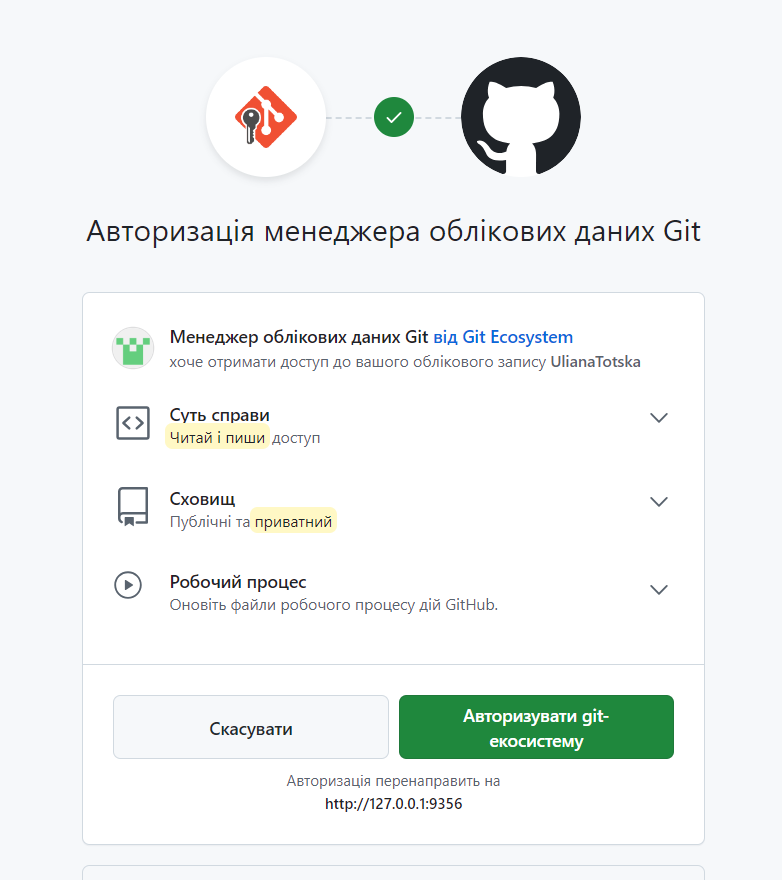 Авторизація менеджера облікових даних Git
Менеджер облікових даних Git від Git Ecosystem
хоче отримати доступ до вашого облікового запису UlianaTotska
Суть справи
Читай і пиши доступ
Сховищ
Публічні та приватний
Робочий процес
Оновіть файли робочого процесу дій GitHub.
Скасувати
Авторизувати git-
екосистему
Авторизація перенаправить на
http://127.0.0.1:9356